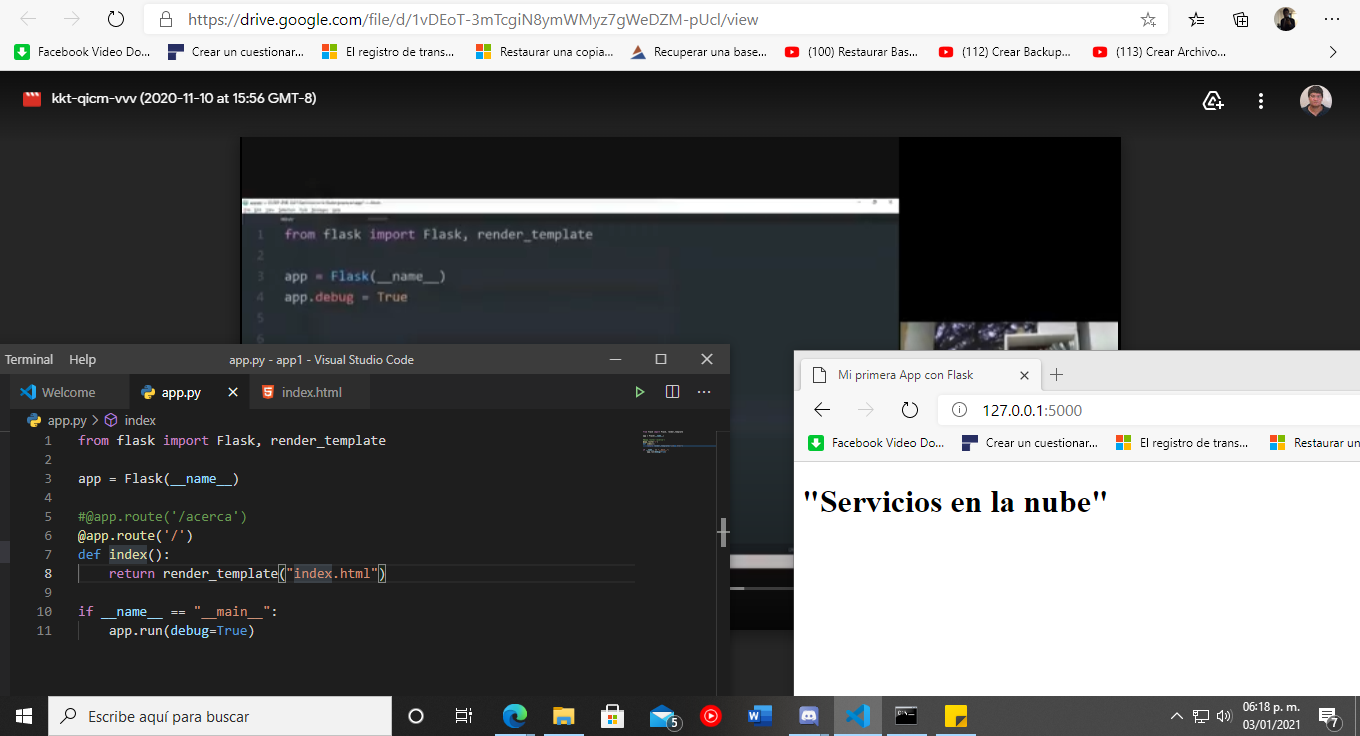 https://drive.google.com/file/d/1vDEoT-3mTcgiN8ymWMyz7gWeDZM-pUcl/view
Facebook Video Do... Crear un cuestionar... El registro de trans... Restaurar una copia... Recuperar una base... (100) Restaurar Bas... (112) Crear Backup... (113) Crear Archivo...
kkt-qicm-vvv (2020-11-10 at 15:56 GMT-8)
1 from flask import Flask, render_template
2
3 app = Flask(__name__)
4 app.debug = True
5
6
Terminal Help app.py - app1 - Visual Studio Code
Welcome app.py index.html
app.py > index
1 from flask import Flask, render_template
2
3 app = Flask(__name__)
4
5 #@app.route('/acerca')
6 @app.route('/')
7 def index():
8 return render_template("index.html")
9
10 if __name__ == "__main__":
11 app.run(debug=True)
Mi primera App con Flask
127.0.0.1:5000
Facebook Video Do... Crear un cuestionar... El registro de trans... Restaurar un
"Servicios en la nube"
Escribe aquí para buscar
5
06:18 p. m.
03/01/2021
7